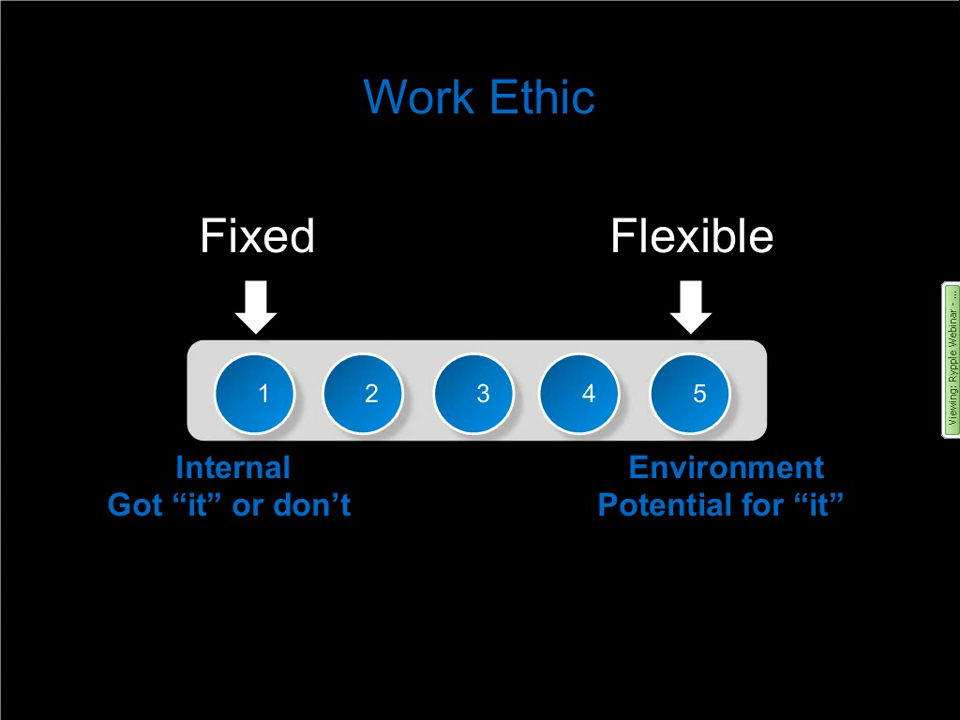 Work Ethic
Fixed
Flexible
1 2 3 4 5
Internal
Got “it” or don’t
Environment
Potential for “it”
Viewing: Rypple Webinar - ...